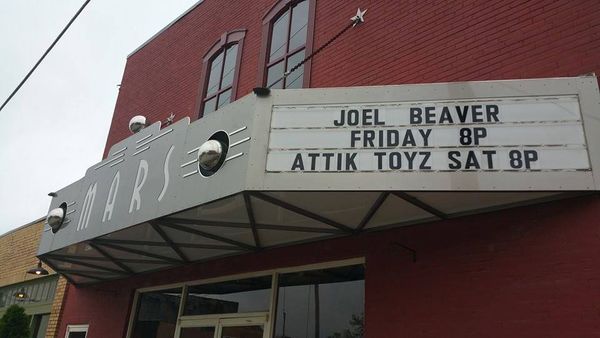 MARS
JOEL BEAVER
FRIDAY 8P
ATTIK TOYZ SAT 8P